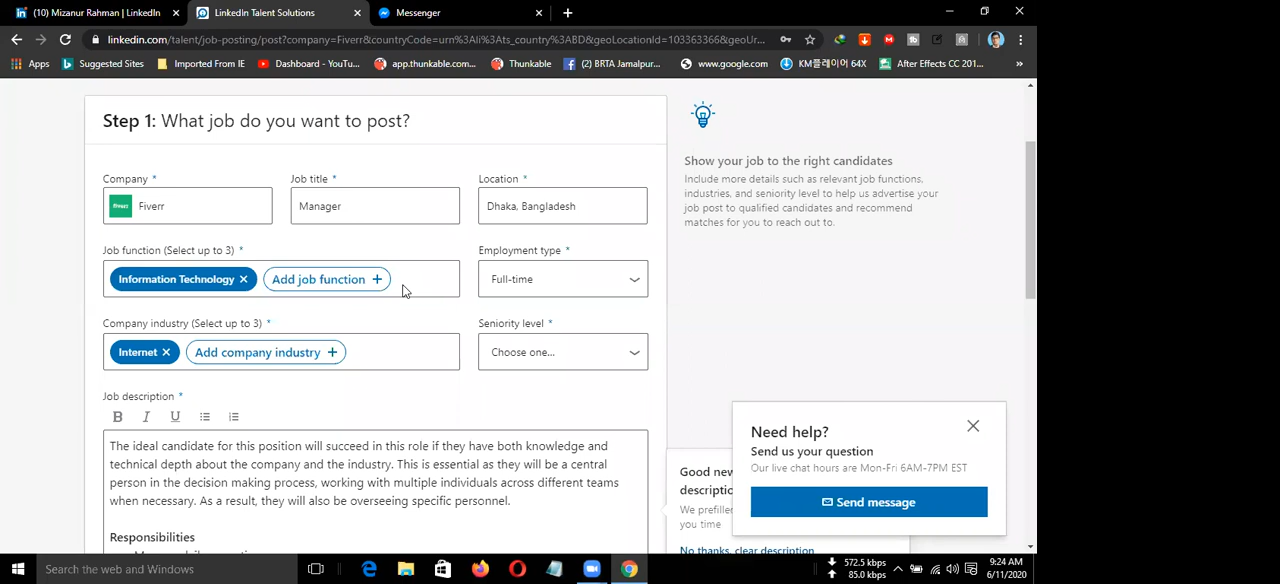 (10) Mizanur Rahman | LinkedIn
LinkedIn Talent Solutions
Messenger
linkedin.com/talent/job-posting/post?company=Fiverr&countryCode=urn%3Ali%3Ats_country%3ABD&geoLocationId=103363366&geoU...
Apps
Suggested Sites
Imported From IE
Dashboard - YouTu...
app.thunkable.com...
Thunkable
(2) BRTA Jamalpur...
www.google.com
KM플레이어 64X
After Effects CC 201...
»
Step 1: What job do you want to post?
Company *
Job title *
Location *
fiverr
Fiverr
Manager
Dhaka, Bangladesh
Job function (Select up to 3) *
Employment type *
Information Technology ×
Add job function +
Full-time
Company industry (Select up to 3) *
Seniority level *
Internet ×
Add company industry +
Choose one...
Job description *
B I U
The ideal candidate for this position will succeed in this role if they have both knowledge and
technical depth about the company and the industry. This is essential as they will be a central
person in the decision making process, working with multiple individuals across different teams
when necessary. As a result, they will also be overseeing specific personnel.
Responsibilities
Show your job to the right candidates
Include more details such as relevant job functions,
industries, and seniority level to help us advertise your
job post to qualified candidates and recommend
matches for you to reach out to.
Good new
description
We prefille
you time
No thanks, clear description
Need help?
Send us your question
Our live chat hours are Mon-Fri 6AM-7PM EST
Send message
Search the web and Windows
572.5 kbps
85.0 kbps
9:24 AM
6/11/2020